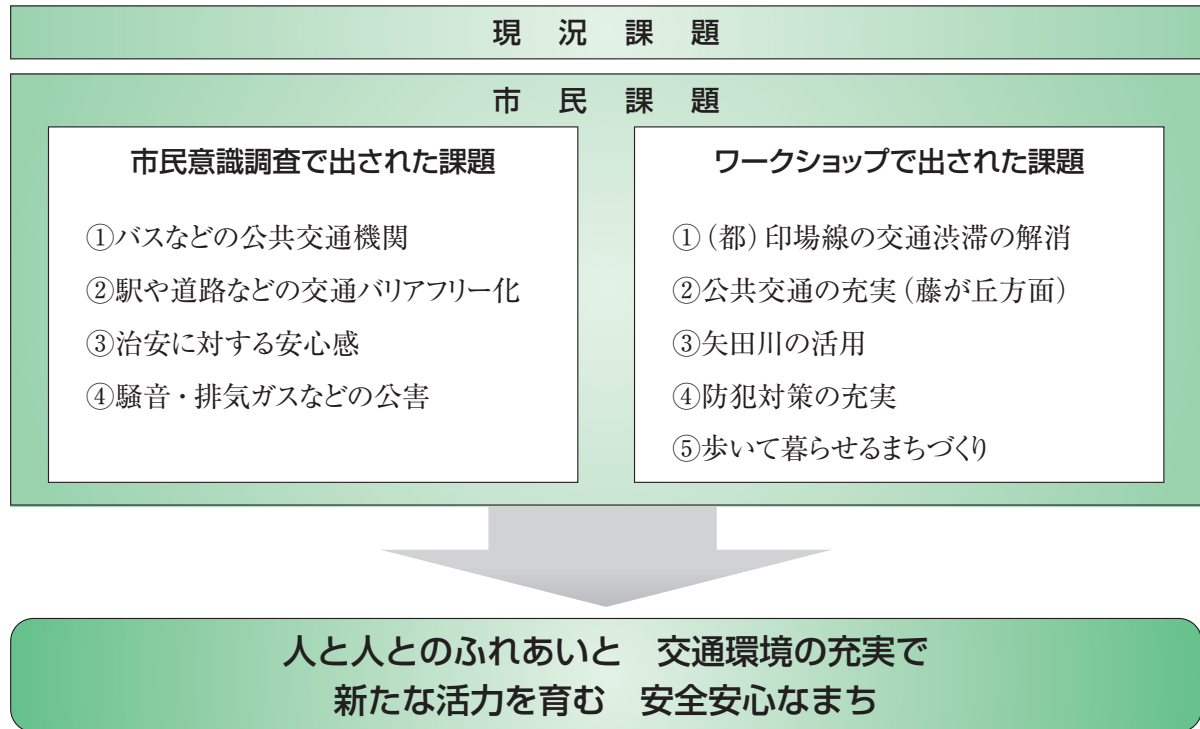 現況課題
市民課題
市民意識調査で出された課題
①バスなどの公共交通機関
②駅や道路などの交通バリアフリー化
③治安に対する安心感
④騒音・排気ガスなどの公害
ワークショップで出された課題
①(都)印場線の交通渋滞の解消
②公共交通の充実(藤が丘方面)
③矢田川の活用
④防犯対策の充実
⑤歩いて暮らせるまちづくり
人と人とのふれあいと　交通環境の充実で
新たな活力を育む　安全安心なまち